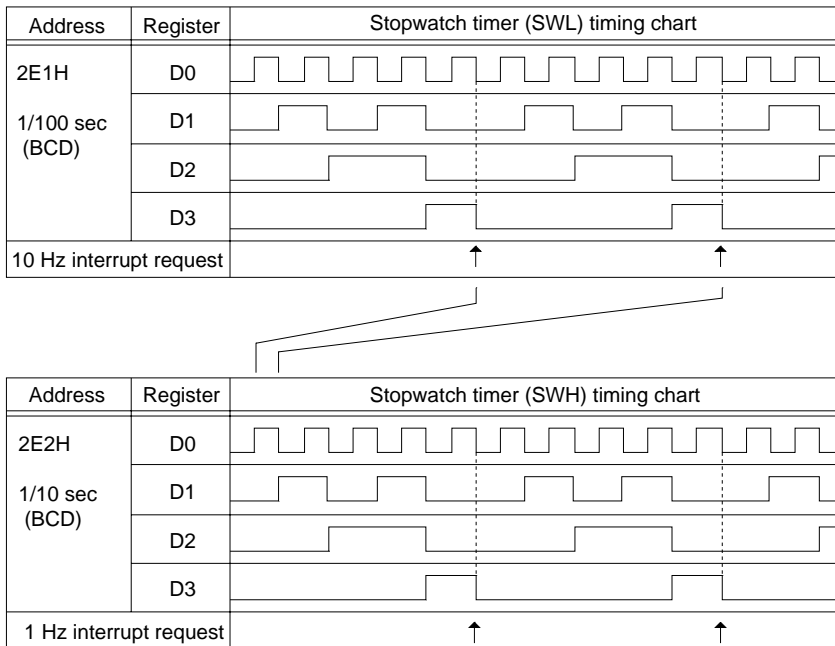 Address Register Stopwatch timer (SWL) timing chart
2E1H D0
1/100 sec D1
(BCD)
D2
D3
10 Hz interrupt request
Address Register Stopwatch timer (SWH) timing chart
2E2H D0
1/10 sec D1
(BCD)
D2
D3
1 Hz interrupt request